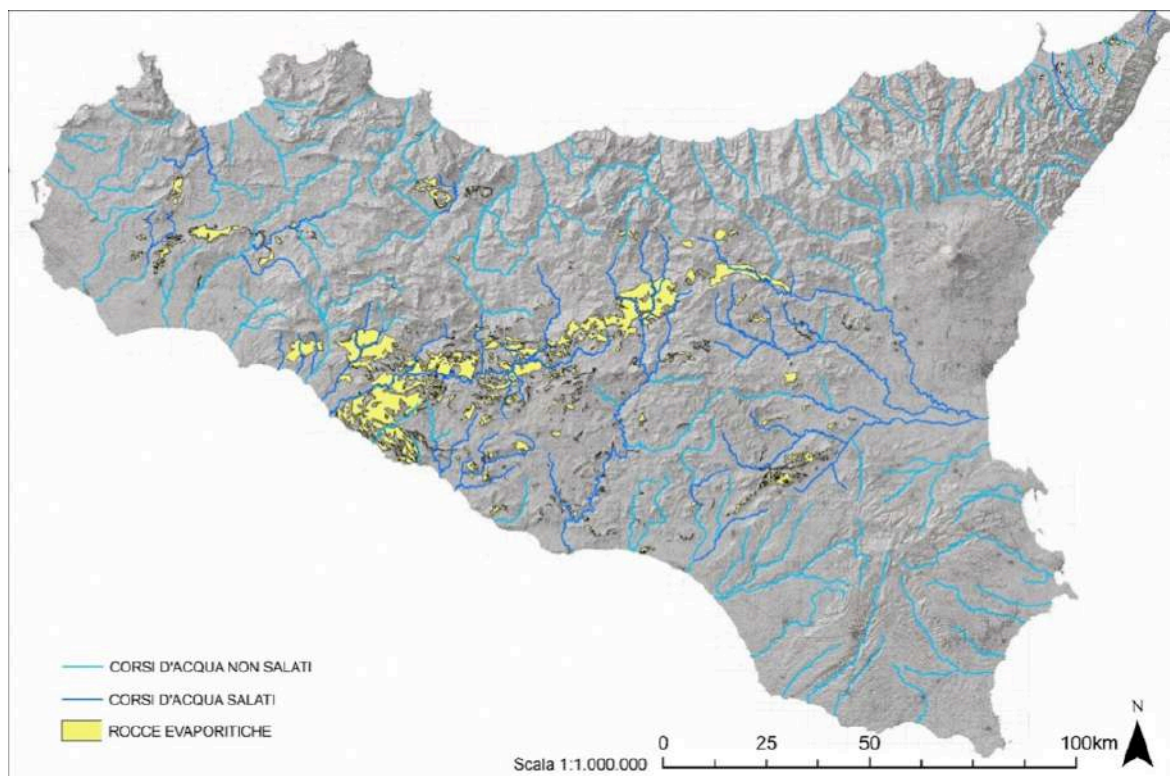 CORSI D'ACQUA NON SALATI
CORSI D'ACQUA SALATI
ROCCE EVAPORITICHE
N
0 25 50 100km
Scala 1:1.000.000